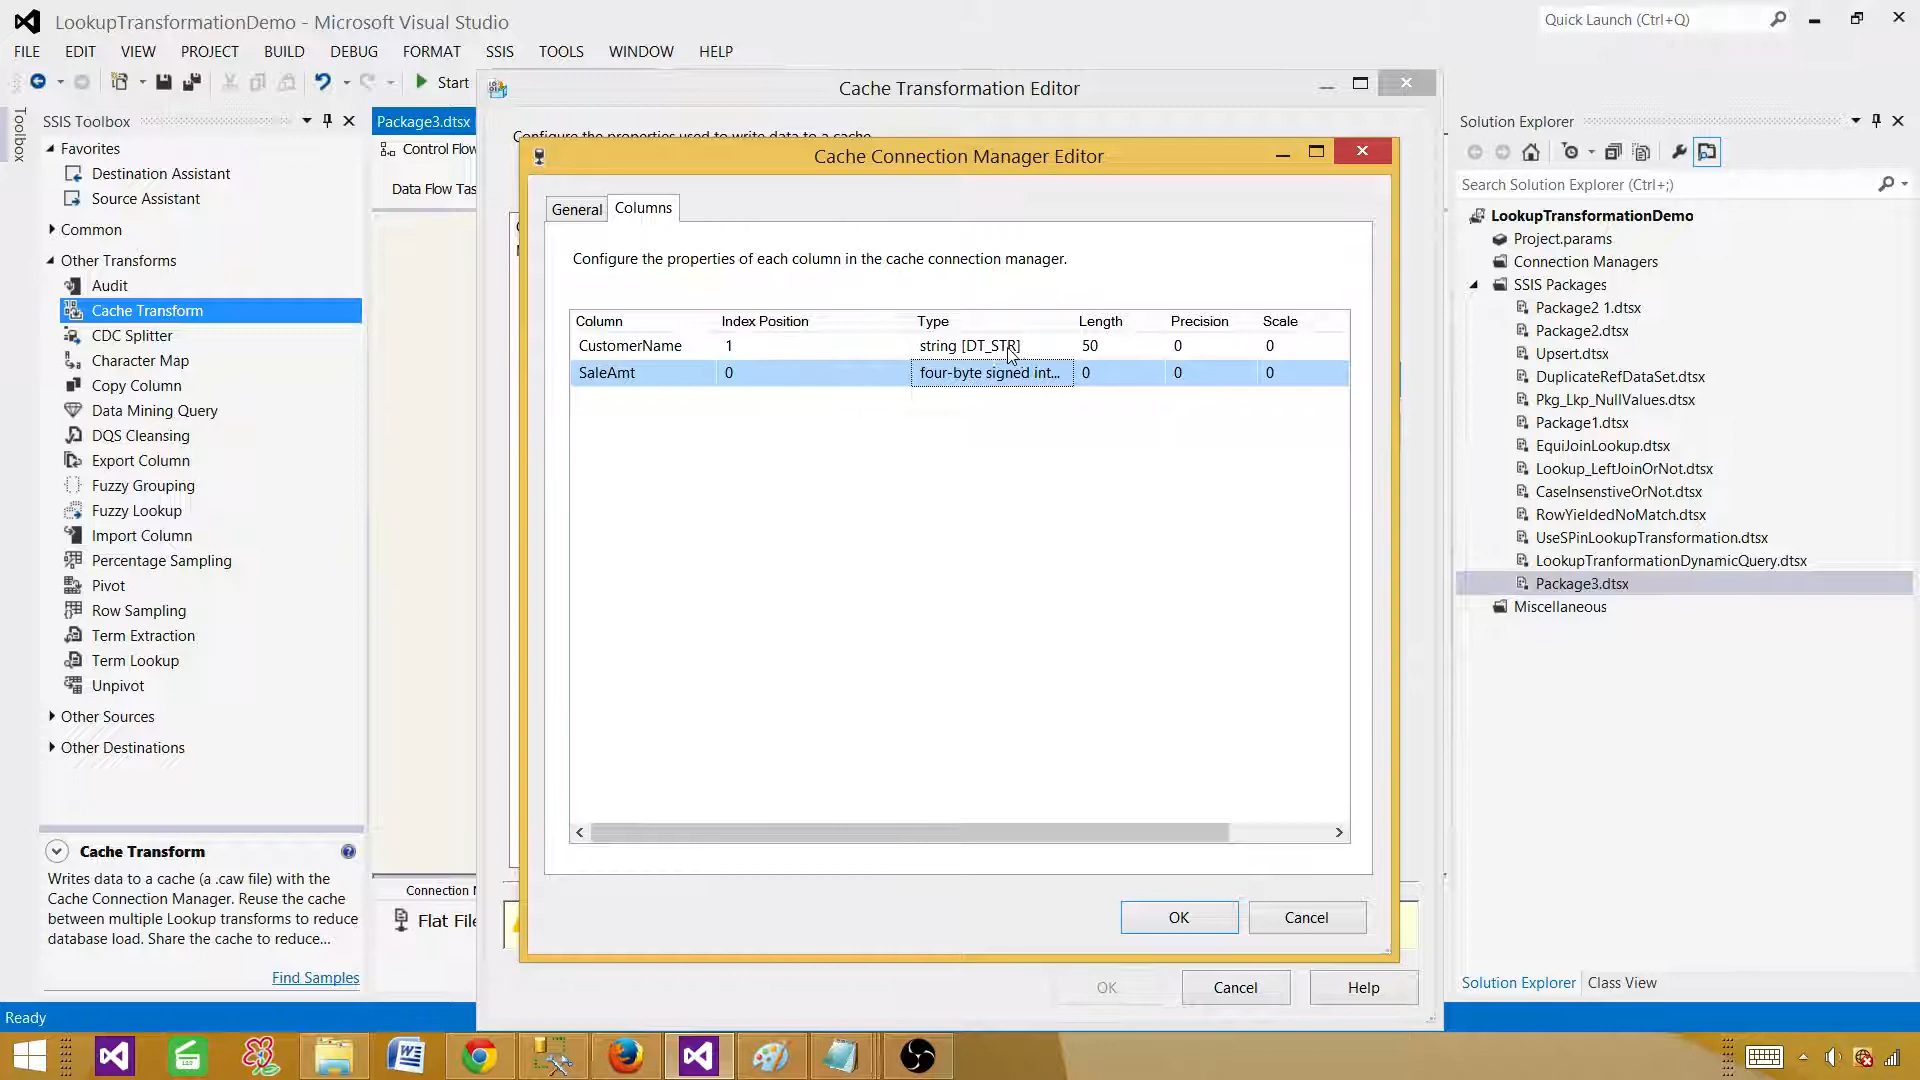 LookupTransformationDemo - Microsoft Visual Studio
Quick Launch (Ctrl+Q)
FILE EDIT VIEW PROJECT BUILD DEBUG FORMAT SSIS TOOLS WINDOW HELP
Start
Toolbox
SSIS Toolbox
Favorites
Destination Assistant
Source Assistant
Common
Other Transforms
Audit
Cache Transform
CDC Splitter
Character Map
Copy Column
Data Mining Query
DQS Cleansing
Export Column
Fuzzy Grouping
Fuzzy Lookup
Import Column
Percentage Sampling
Pivot
Row Sampling
Term Extraction
Term Lookup
Unpivot
Other Sources
Other Destinations
Cache Transform
Writes data to a cache (a .caw file) with the
Cache Connection Manager. Reuse the cache
between multiple Lookup transforms to reduce
database load. Share the cache to reduce...
Find Samples
Package3.dtsx
Control Flow
Data Flow Tas
Connection
Flat File
Cache Transformation Editor
Configure the properties used to write data to a cache
Cache Connection Manager Editor
General Columns
Configure the properties of each column in the cache connection manager.
Column Index Position Type Length Precision Scale
CustomerName 1 string [DT_STR] 50 0 0
SaleAmt 0 four-byte signed int... 0 0 0
OK Cancel
OK Cancel Help
Solution Explorer
Search Solution Explorer (Ctrl+;)
LookupTransformationDemo
Project.params
Connection Managers
SSIS Packages
Package2 1.dtsx
Package2.dtsx
Upsert.dtsx
DuplicateRefDataSet.dtsx
Pkg_Lkp_NullValues.dtsx
Package1.dtsx
EquiJoinLookup.dtsx
Lookup_LeftJoinOrNot.dtsx
CaseInsenstiveOrNot.dtsx
RowYieldedNoMatch.dtsx
UseSPinLookupTransformation.dtsx
LookupTranformationDynamicQuery.dtsx
Package3.dtsx
Miscellaneous
Solution Explorer Class View
Ready